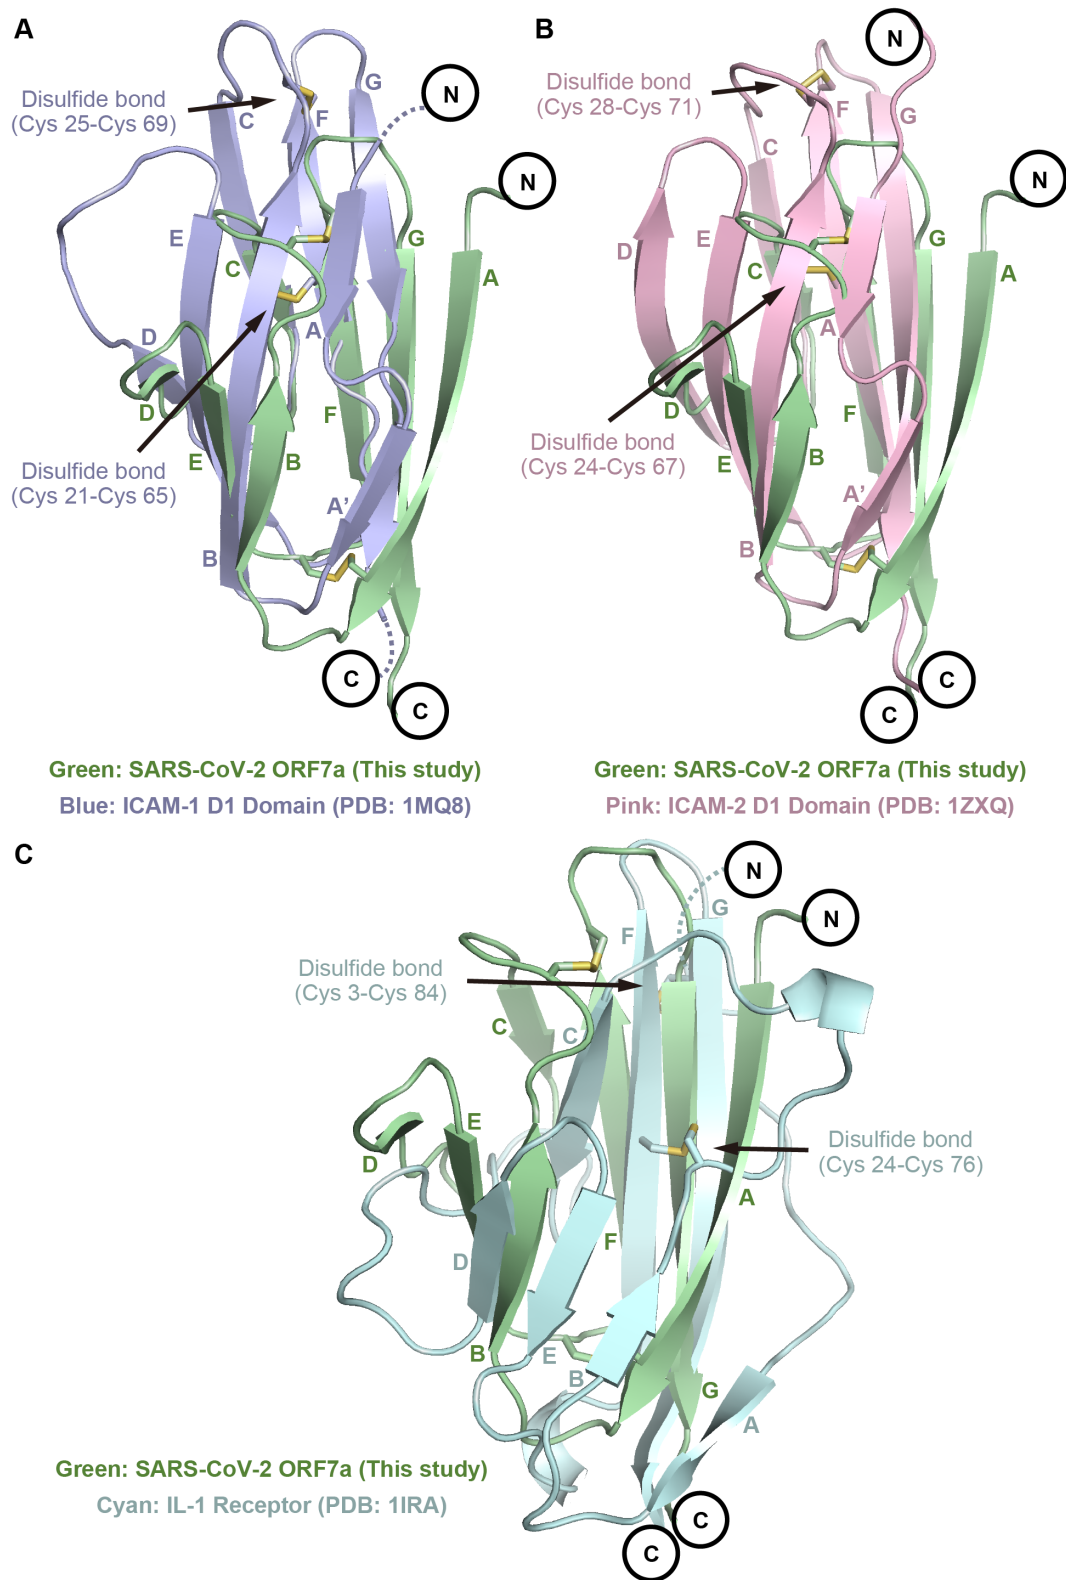 A
B
N
N
Disulfide bond
(Cys 25-Cys 69)
C
F
G
N
E
C
G
A
A
D
D
F
E
B
Disulfide bond
(Cys 21-Cys 65)
A'
B
C
C
Disulfide bond
(Cys 28-Cys 71)
C
F
G
N
D
E
C
G
A
A
D
F
E
B
Disulfide bond
(Cys 24-Cys 67)
A'
B
C
C
Green: SARS-CoV-2 ORF7a (This study)
Blue: ICAM-1 D1 Domain (PDB: 1MQ8)
Green: SARS-CoV-2 ORF7a (This study)
Pink: ICAM-2 D1 Domain (PDB: 1ZXQ)
C
N
G
N
F
Disulfide bond
(Cys 3-Cys 84)
C
C
E
D
Disulfide bond
(Cys 24-Cys 76)
A
F
D
B
E
B
G
A
Green: SARS-CoV-2 ORF7a (This study)
Cyan: IL-1 Receptor (PDB: 1IRA)
C
C